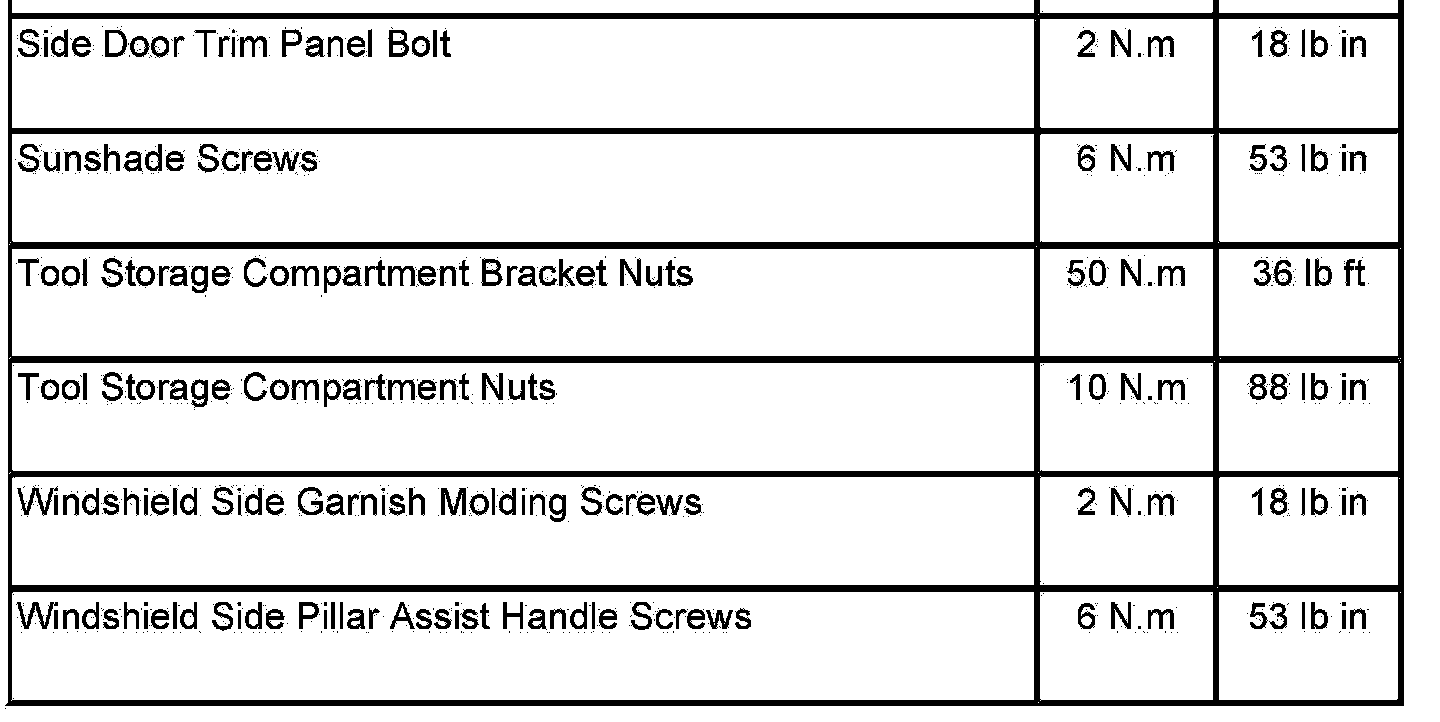 Side Door Trim Panel Bolt 2 N.m 18 lb in
Sunshade Screws 6 N.m 53 lb in
Tool Storage Compartment Bracket Nuts 50 N.m 36 lb ft
Tool Storage Compartment Nuts 10 N.m 88 lb in
Windshield Side Garnish Molding Screws 2 N.m 18 lb in
Windshield Side Pillar Assist Handle Screws 6 N.m 53 lb in